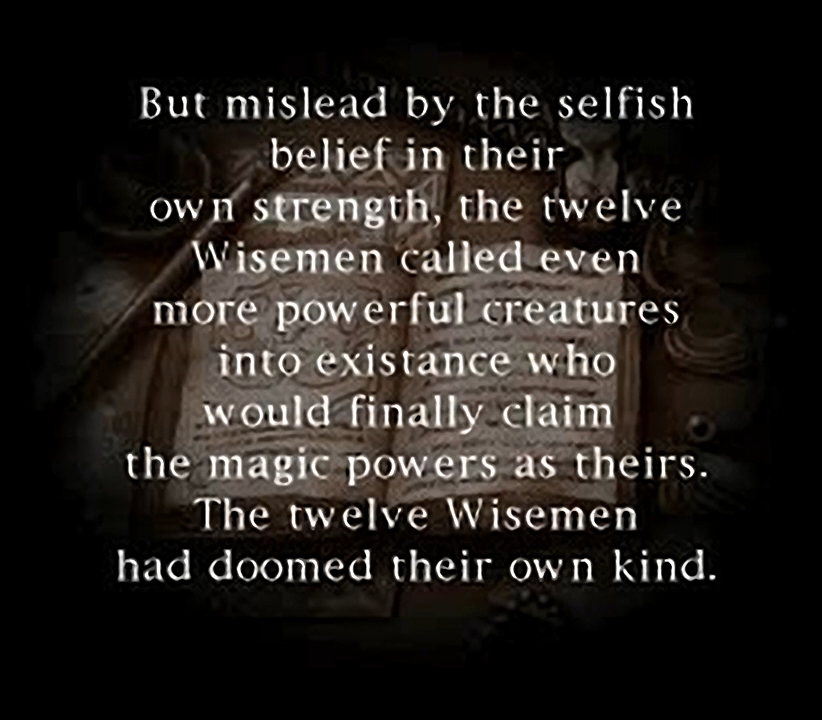 But mislead by the selfish
belief in their
own strength, the twelve
Wisemen called even
more powerful creatures
into existance who
would finally claim
the magic powers as theirs.
The twelve Wisemen
had doomed their own kind.